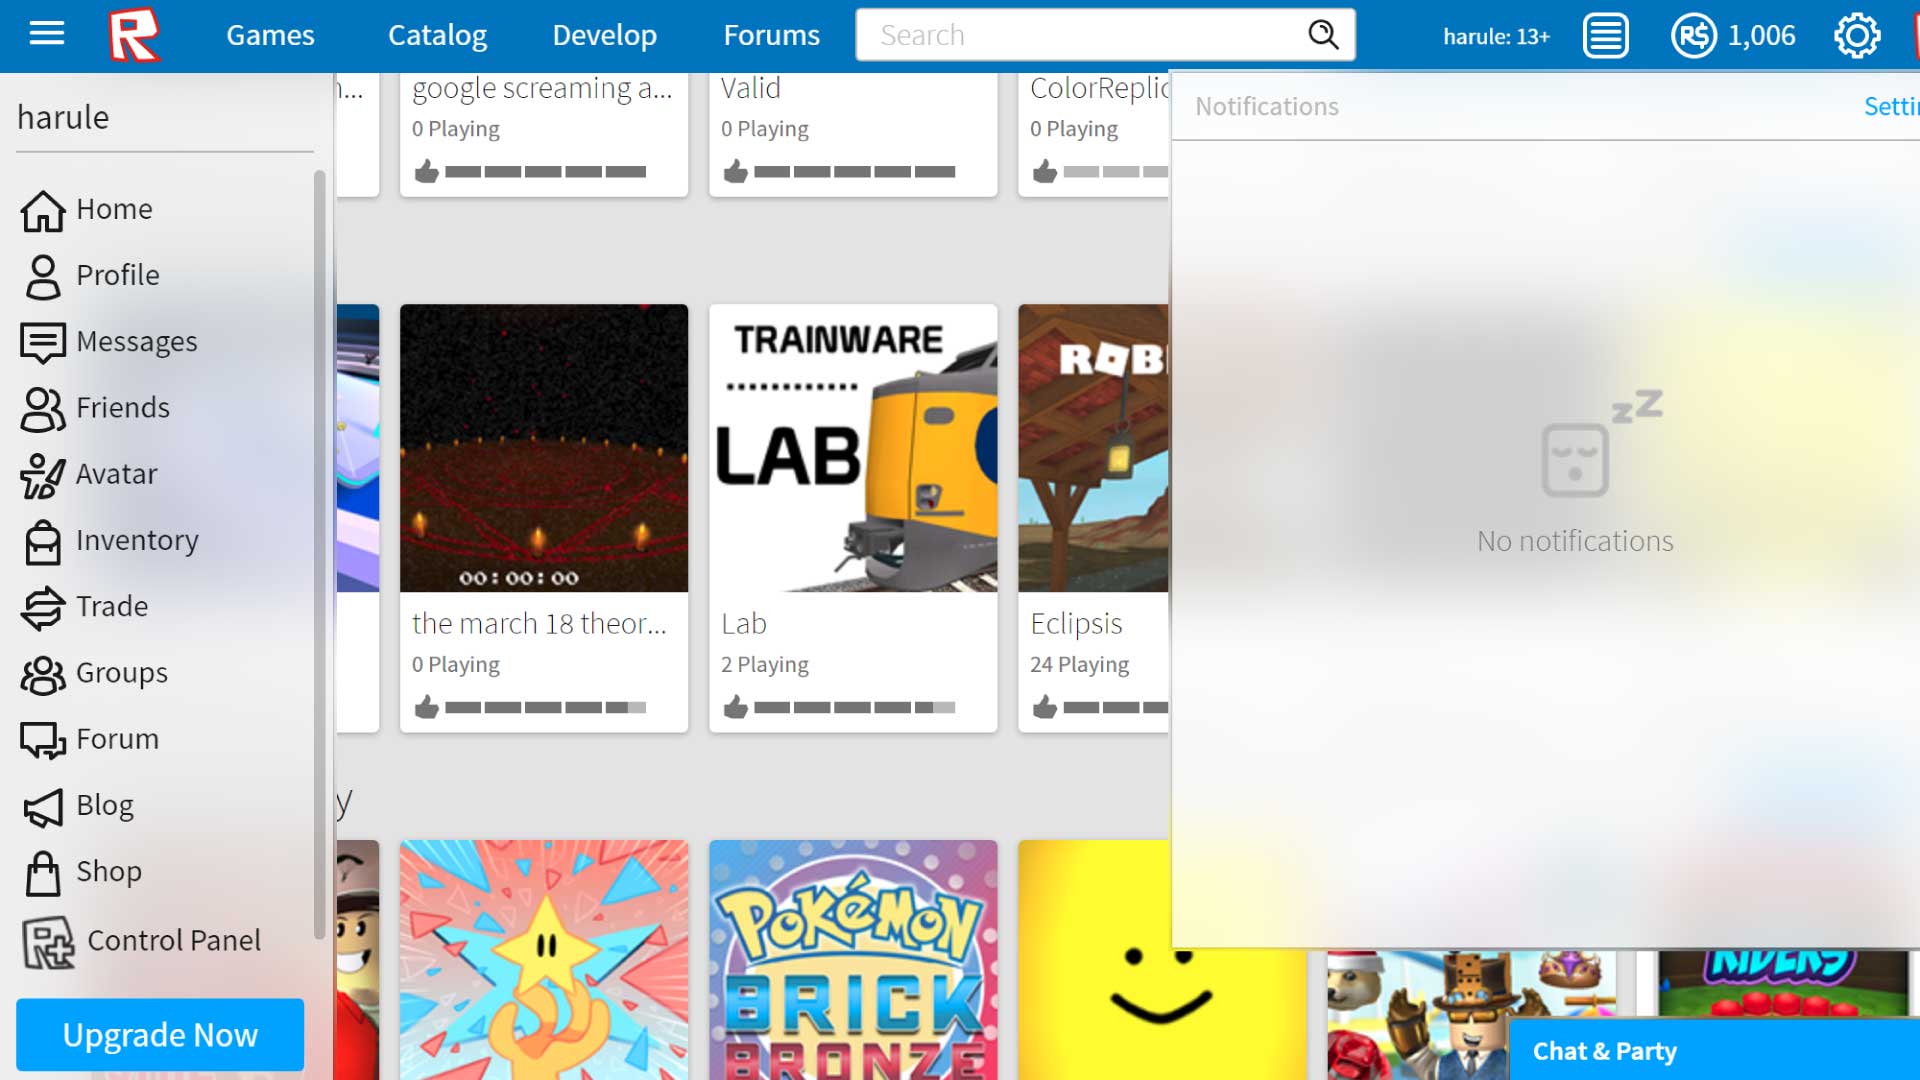 Games
Catalog
Develop
Forums
Search
harule: 13+
R$ 1,006
harule
Home
Profile
Messages
Friends
Avatar
Inventory
Trade
Groups
Forum
Blog
Shop
Control Panel
Upgrade Now
google screaming a...
0 Playing
Valid
0 Playing
ColorReplic
0 Playing
00:00:00
the march 18 theor...
0 Playing
TRAINWARE
LAB
Lab
2 Playing
ROB
Eclipsis
24 Playing
y
POKéMON
BRICK
BRONZE
RIDERS
Notifications
Settin
zZ
No notifications
Chat & Party